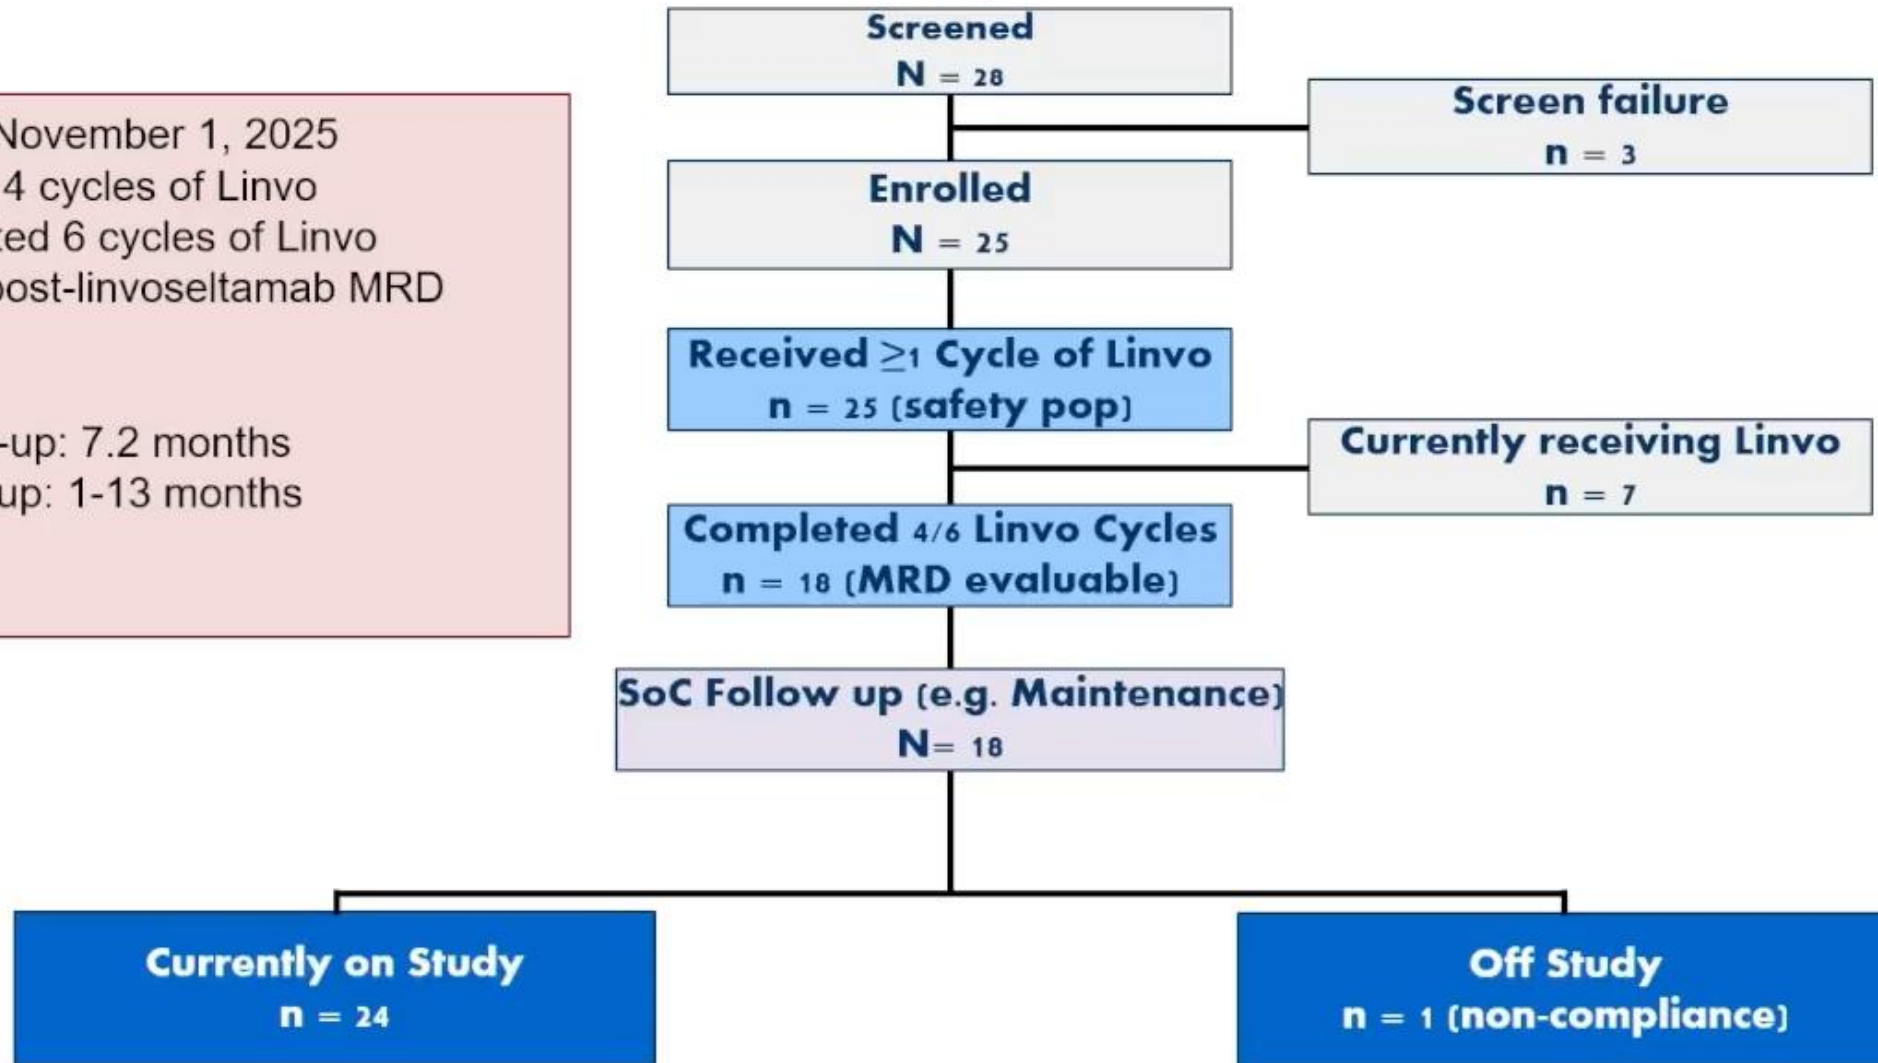 November 1, 2025
4 cycles of Linvo
6 cycles of Linvo
post-linvoseltamab MRD
-up: 7.2 months
up: 1-13 months
Screened
N = 28
Screen failure
n = 3
Enrolled
N = 25
Received ≥1 Cycle of Linvo
n = 25 (safety pop)
Currently receiving Linvo
n = 7
Completed 4/6 Linvo Cycles
n = 18 (MRD evaluable)
SoC Follow up (e.g. Maintenance)
N= 18
Currently on Study
n = 24
Off Study
n = 1 (non-compliance)